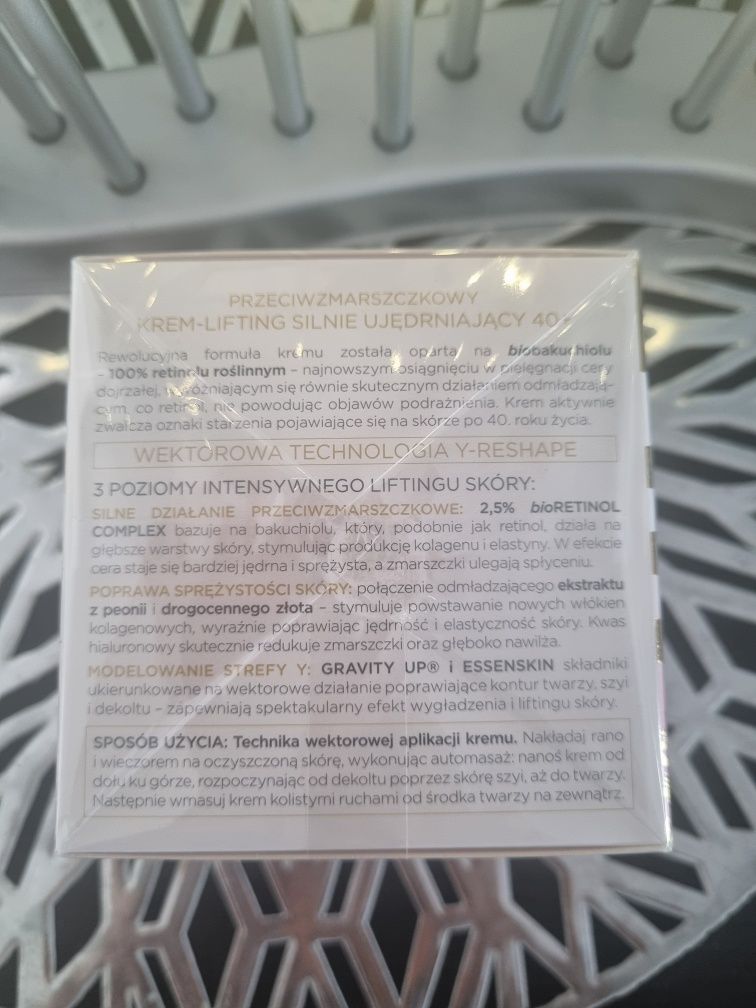 PRZECIWZMARSZCZKOWY
KREM-LIFTING SILNIE UJĘDRNIAJĄCY 40+
Rewolucyjna formuła kremu została oparta na biobakuchiolu
- 100% retinolu roślinnym - najnowszym osiągnięciu w pielęgnacji cery
dojrzałej, wyróżniającym się równie skutecznym działaniem odmładzają-
cym, co retinol, nie powodując objawów podrażnienia. Krem aktywnie
zwalcza oznaki starzenia pojawiające się na skórze po 40. roku życia.
WEKTOROWA TECHNOLOGIA Y-RESHAPE
3 POZIOMY INTENSYWNEGO LIFTINGU SKÓRY:
SILNE DZIAŁANIE PRZECIWZMARSZCZKOWE: 2,5% bioRETINOL
COMPLEX bazuje na bakuchiolu, który, podobnie jak retinol, działa na
głębsze warstwy skóry, stymulując produkcję kolagenu i elastyny. W efekcie
cera staje się bardziej jędrna i sprężysta, a zmarszczki ulegają spłyceniu.
POPRAWA SPRĘŻYSTOŚCI SKÓRY: połączenie odmładzającego ekstraktu
z peonii i drogocennego złota – stymuluje powstawanie nowych włókien
kolagenowych, wyraźnie poprawiając jędrność i elastyczność skóry. Kwas
hialuronowy skutecznie redukuje zmarszczki oraz głęboko nawilża.
MODELOWANIE STREFY Y: GRAVITY UP® i ESSENSKIN składniki
ukierunkowane na wektorowe działanie poprawiające kontur twarzy, szyi
i dekoltu – zapewniają spektakularny efekt wygładzenia i liftingu skóry.
SPOSÓB UŻYCIA: Technika wektorowej aplikacji kremu. Nakładaj rano
i wieczorem na oczyszczoną skórę, wykonując automasaż: nanoś krem od
dołu ku górze, rozpoczynając od dekoltu poprzez skórę szyi, aż do twarzy.
Następnie wmasuj krem kolistymi ruchami od środka twarzy na zewnątrz.